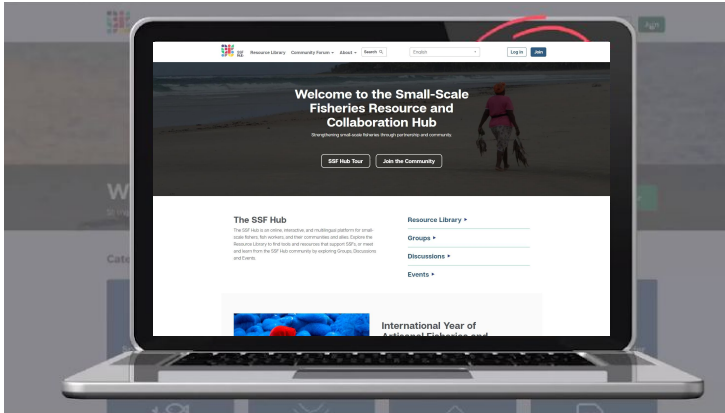 SSF HUB
Resource Library
Community Forum
About
Search
English
Log In
Join
Join
Welcome to the Small-Scale
Fisheries Resource and
Collaboration Hub
Strengthening small-scale fisheries through partnership and community.
SSF Hub Tour
Join the Community
The SSF Hub
The SSF Hub is an online, interactive, and multilingual platform for small-
scale fishers, fish workers, and their communities and allies. Explore the
Resource Library to find tools and resources that support SSFs, or meet
and learn from the SSF Hub community by exploring Groups, Discussions
and Events.
Resource Library
Groups
Discussions
Events
International Year of
Artisanal Fisheries and
W
Cate